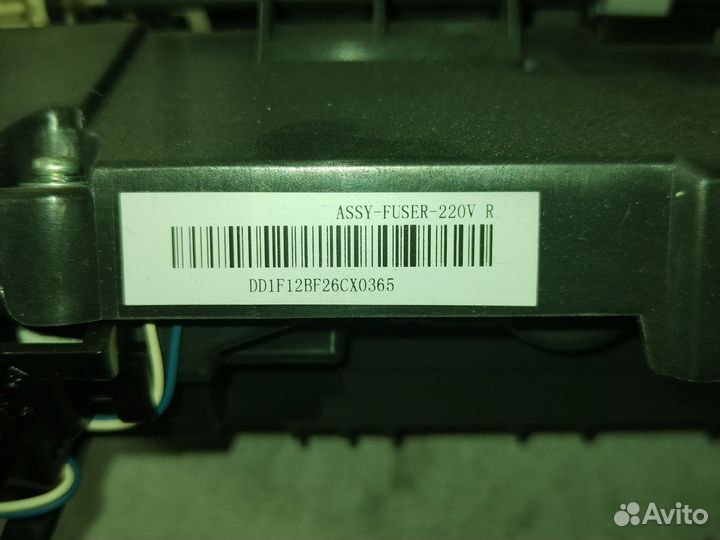 ASSY-FUSER-220V R
DD1F12BF26CX0365
Avito